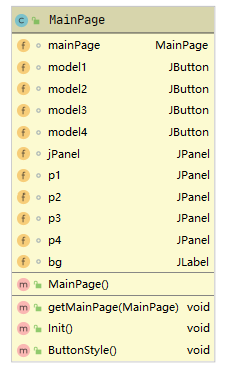 C MainPage
f mainPage MainPage
f model1 JButton
f model2 JButton
f model3 JButton
f model4 JButton
f jPanel JPanel
f p1 JPanel
f p2 JPanel
f p3 JPanel
f p4 JPanel
f bg JLabel
m MainPage()
m getMainPage(MainPage) void
m Init() void
m ButtonStyle() void